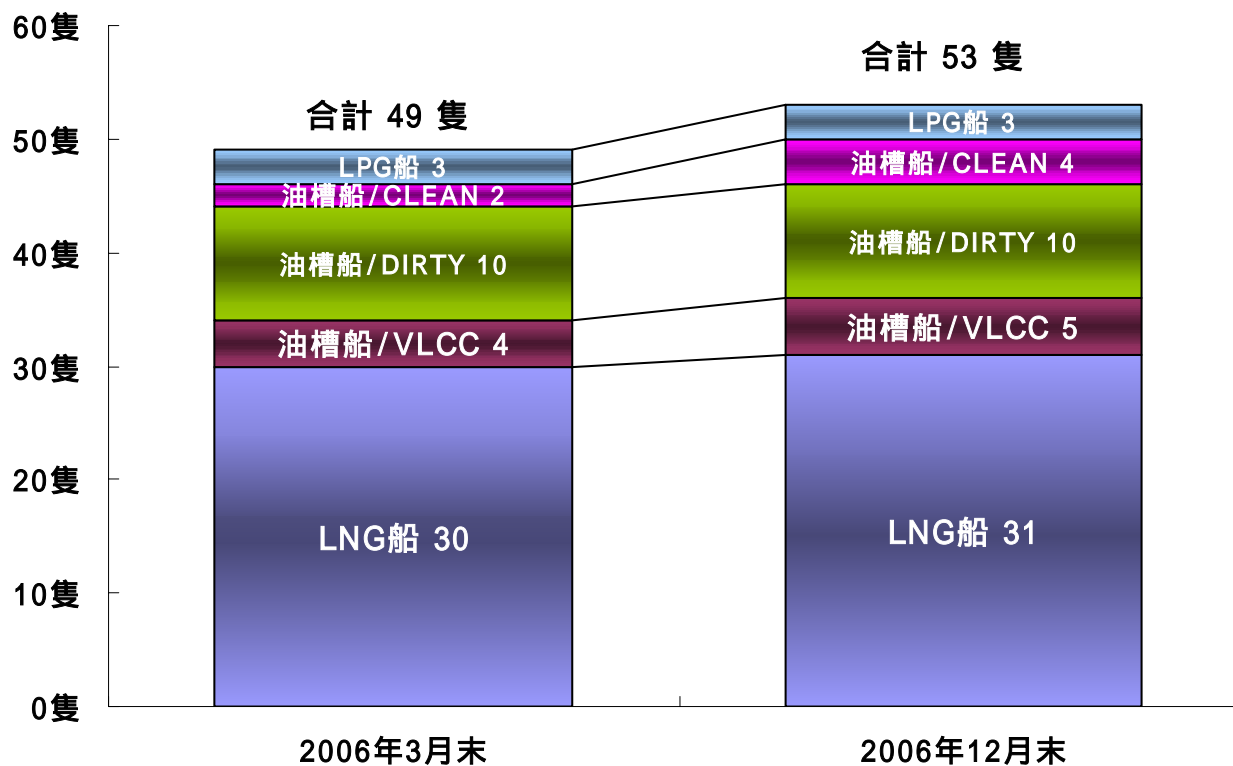 60隻
50隻
40隻
30隻
20隻
10隻
0隻
合計 49 隻
LPG船 3
油槽船/CLEAN 2
油槽船/DIRTY 10
油槽船/VLCC 4
LNG船 30
2006年3月末
合計 53 隻
LPG船 3
油槽船/CLEAN 4
油槽船/DIRTY 10
油槽船/VLCC 5
LNG船 31
2006年12月末